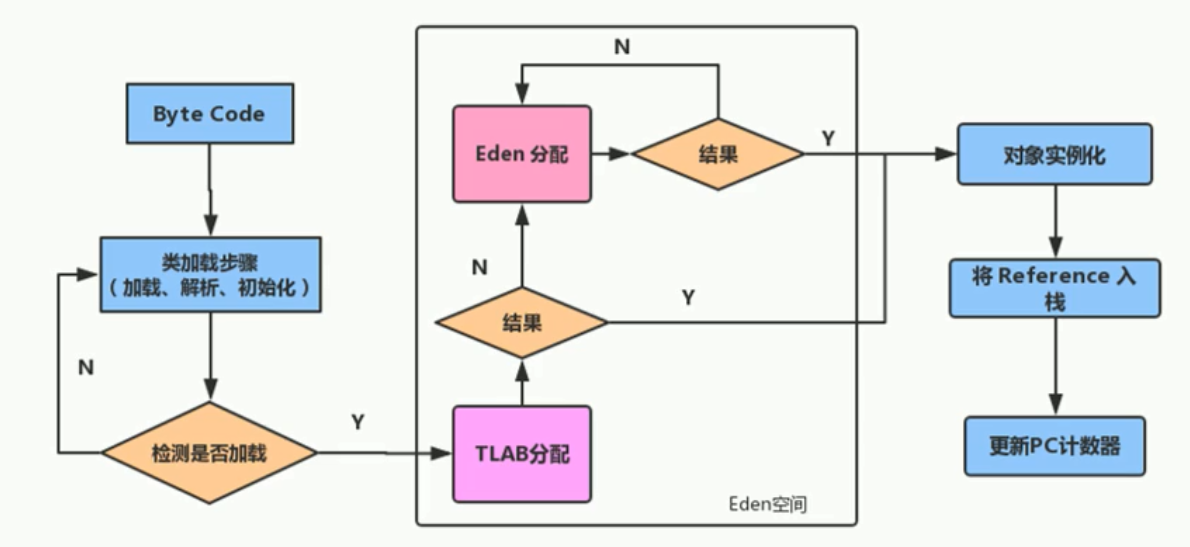 Byte Code
类加载步骤
（加载、解析、初始化）
N
检测是否加载
Y
N
Eden 分配
结果
Y
N
结果
Y
TLAB分配
Eden空间
对象实例化
将 Reference 入
栈
更新PC计数器